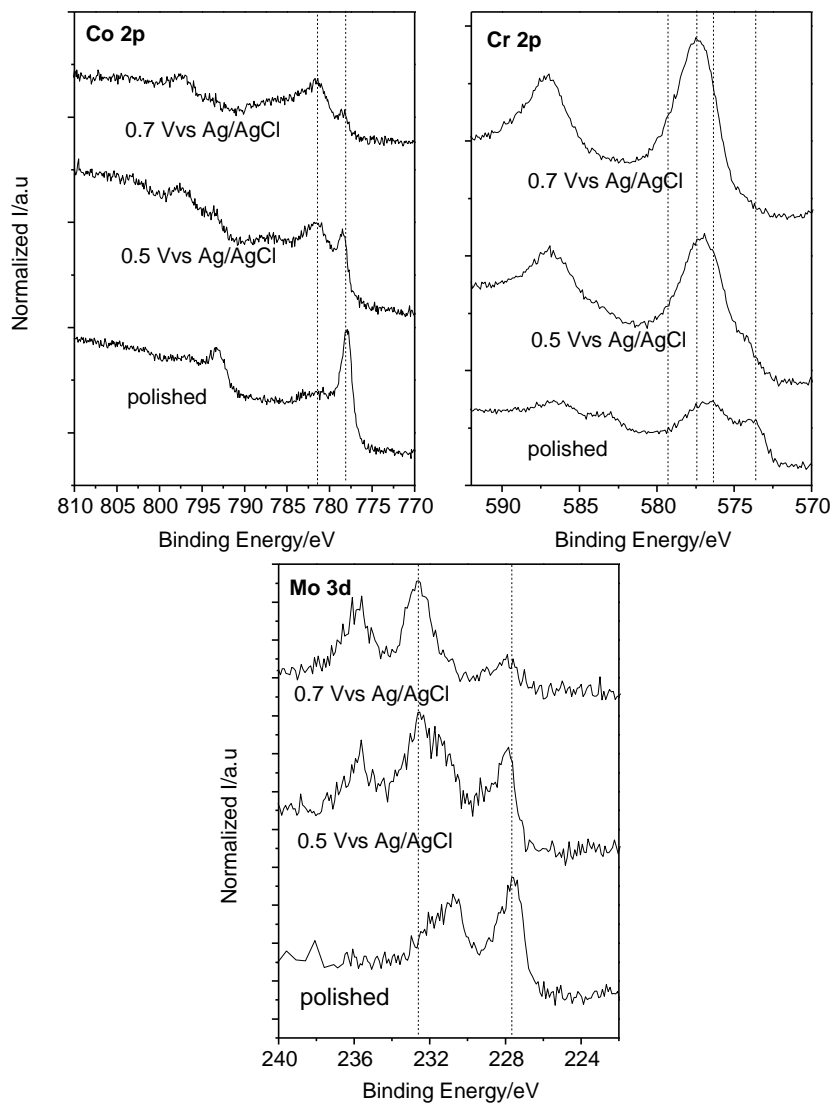 Co 2p
0.7 Vvs Ag/AgCl
0.5 Vvs Ag/AgCl
polished
Normalized I/a.u
810 805 800 795 790 785 780 775 770
Binding Energy/eV
Cr 2p
0.7 Vvs Ag/AgCl
0.5 Vvs Ag/AgCl
polished
590 580 570
Binding Energy/eV
Mo 3d
0.7 Vvs Ag/AgCl
0.5 Vvs Ag/AgCl
polished
Normalized I/a.u
240 236 232 228 224
Binding Energy/eV